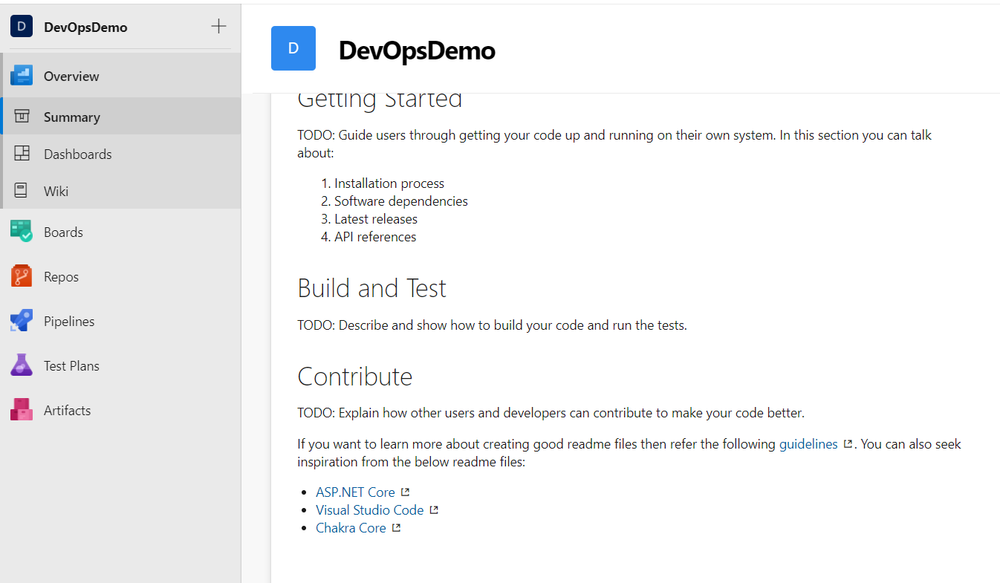 D DevOpsDemo
Overview
Summary
Dashboards
Wiki
Boards
Repos
Pipelines
Test Plans
Artifacts
D DevOpsDemo
Getting Started
TODO: Guide users through getting your code up and running on their own system. In this section you can talk
about:
1. Installation process
2. Software dependencies
3. Latest releases
4. API references
Build and Test
TODO: Describe and show how to build your code and run the tests.
Contribute
TODO: Explain how other users and developers can contribute to make your code better.
If you want to learn more about creating good readme files then refer the following guidelines. You can also seek
inspiration from the below readme files:
• ASP.NET Core
• Visual Studio Code
• Chakra Core